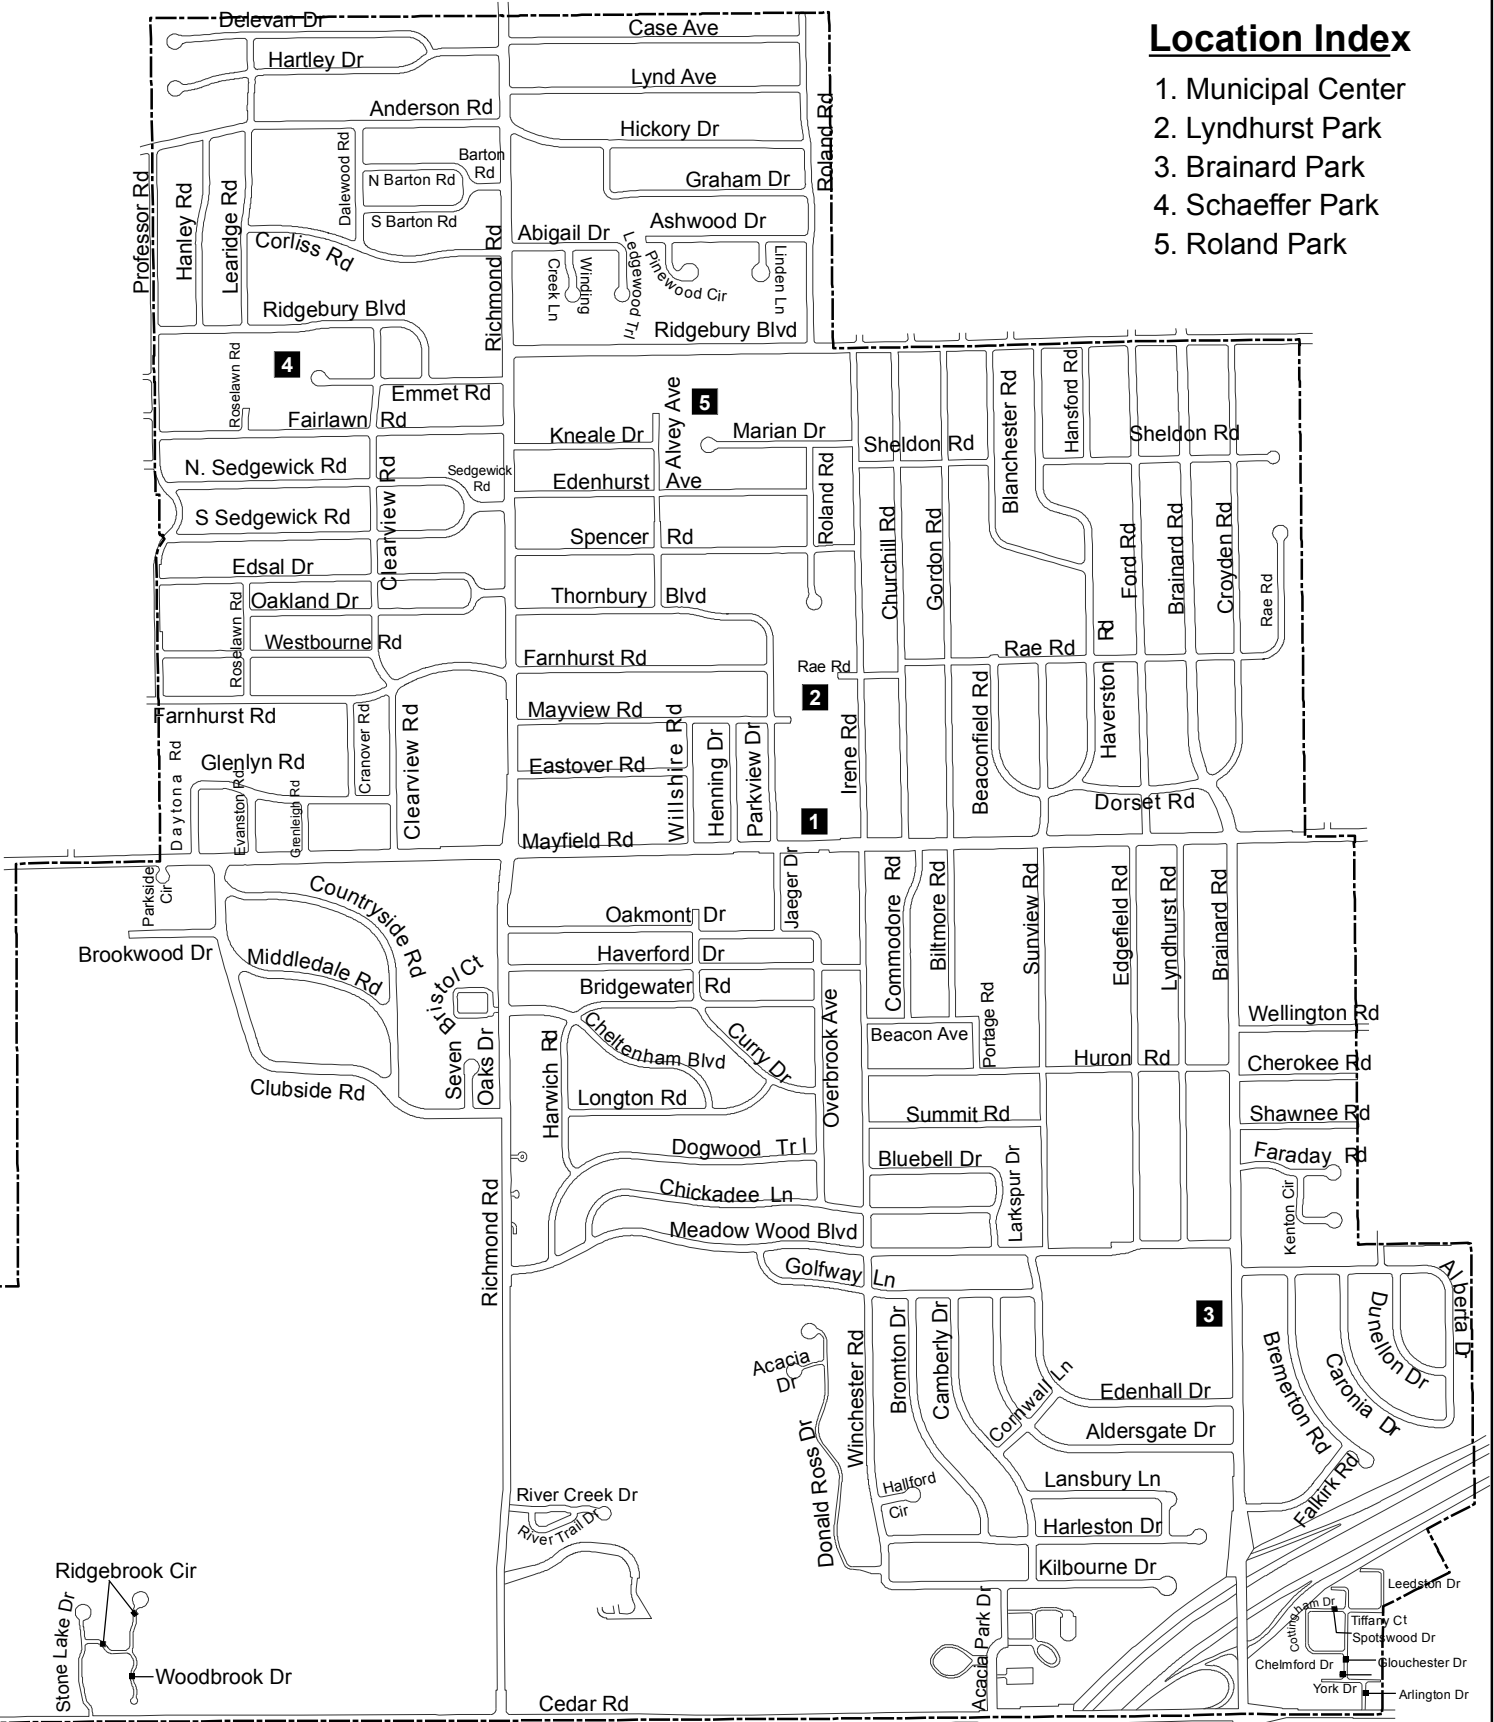 Location Index
1. Municipal Center
2. Lyndhurst Park
3. Brainard Park
4. Schaeffer Park
5. Roland Park
Delevan Dr
Case Ave
Hartley Dr
Lynd Ave
Anderson Rd
Hickory Dr
Roland Rd
Dalewood Rd
Barton
Rd
N Barton Rd
Graham Dr
Professor Rd
Hanley Rd
Learidge Rd
S Barton Rd
Ashwood Dr
Corliss Rd
Richmond Rd
Abigail Dr
Winding
Creek Ln
Ledgewood Trl
Pinewood Cir
Linden Ln
Ridgebury Blvd
Ridgebury Blvd
4
Roselawn Rd
Emmet Rd
Fairlawn Rd
5
Alvey Ave
Kneale Dr
Marian Dr
Sheldon Rd
Blanchester Rd
Hansford Rd
Sheldon Rd
N. Sedgewick Rd
Clearview Rd
Sedgewick
Rd
Edenhurst Ave
Roland Rd
S Sedgewick Rd
Spencer Rd
Churchill Rd
Gordon Rd
Ford Rd
Brainard Rd
Croyden Rd
Rae Rd
Edsal Dr
Oakland Dr
Thornbury Blvd
Roselawn Rd
Westbourne Rd
Farnhurst Rd
Rae Rd
Rae Rd
Haverston Rd
2
Farnhurst Rd
Cranover Rd
Clearview Rd
Mayview Rd
Willshire Rd
Henning Dr
Parkview Dr
Irene Rd
Beaconfield Rd
Daytona Rd
Glenlyn Rd
Evanston Rd
Grenleigh Rd
Eastover Rd
Dorset Rd
1
Mayfield Rd
Parkside
Cir
Countryside Rd
Jaeger Dr
Commodore Rd
Biltmore Rd
Sunview Rd
Edgefield Rd
Lyndhurst Rd
Brainard Rd
Oakmont Dr
Brookwood Dr
Middledale Rd
Bristol Ct
Haverford Dr
Bridgewater Rd
Overbrook Ave
Portage Rd
Wellington Rd
Beacon Ave
Harwich Rd
Cheltenham Blvd
Curry Dr
Huron Rd
Cherokee Rd
Clubside Rd
Seven
Oaks Dr
Longton Rd
Summit Rd
Shawnee Rd
Dogwood Trl
Bluebell Dr
Larkspur Dr
Faraday Rd
Kenton Cir
Richmond Rd
Chickadee Ln
Meadow Wood Blvd
Golfway Ln
Alberta Dr
3
Dunellon Dr
Caronia Dr
Bremerton Rd
Acacia
Dr
Winchester Rd
Bromton Dr
Camberly Dr
Cornwall Ln
Edenhall Dr
Aldersgate Dr
Donald Ross Dr
Hallford
Cir
Lansbury Ln
Falkirk Rd
River Creek Dr
River Trail Dr
Harleston Dr
Kilbourne Dr
Ridgebrook Cir
Stone Lake Dr
Woodbrook Dr
Acacia Park Dr
Cedar Rd
Leedston Dr
Cottingham Dr
Tiffany Ct
Spotswood Dr
Chelmford Dr
Glouchester Dr
York Dr
Arlington Dr